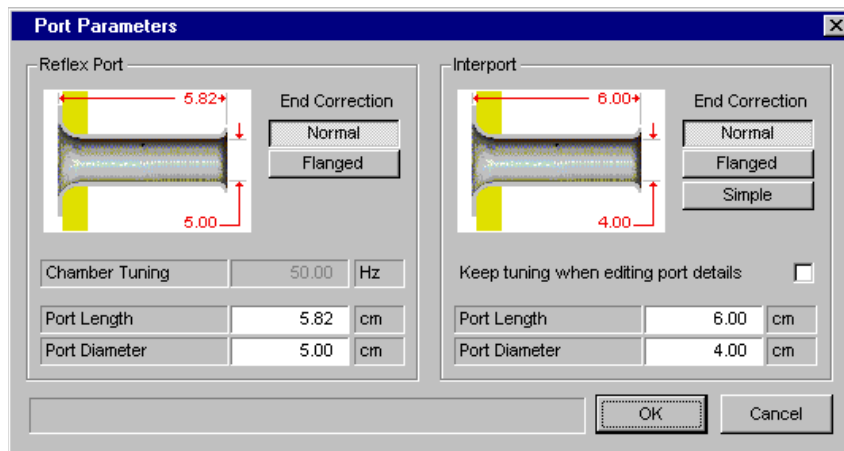 Port Parameters
Reflex Port
5.82
End Correction
Normal
Flanged
5.00
Chamber Tuning 50.00 Hz
Port Length 5.82 cm
Port Diameter 5.00 cm
Interport
6.00
End Correction
Normal
Flanged
Simple
4.00
Keep tuning when editing port details
Port Length 6.00 cm
Port Diameter 4.00 cm
OK Cancel